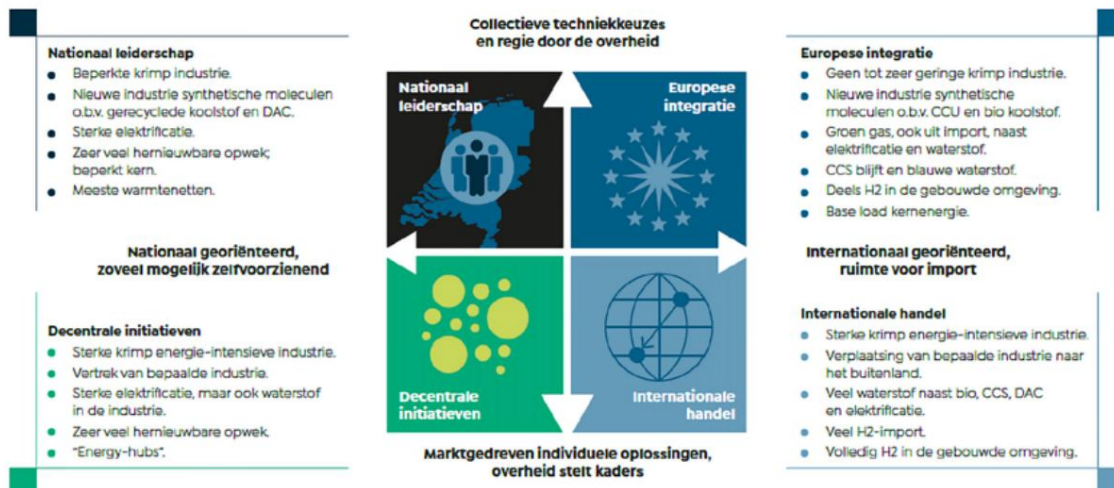 Collectieve techniekkeuzes
en regie door de overheid
Nationaal leiderschap
Beperkte krimp industrie.
Nieuwe industrie synthetische moleculen
o.b.v. gerecyclede koolstof en DAC.
Sterke elektrificatie.
Zeer veel hernieuwbare opwek;
beperkt kern.
Meeste warmtenetten.
Nationaal
leiderschap
Europese
integratie
Europese integratie
Geen tot zeer geringe krimp industrie.
Nieuwe industrie synthetische
moleculen o.b.v. CCU en bio koolstof.
Groen gas, ook uit import, naast
elektrificatie en waterstof.
CCS blijft en blauwe waterstof.
Deels H2 in de gebouwde omgeving.
Base load kernenergie.
Nationaal georiënteerd,
zoveel mogelijk zelfvoorzienend
Internationaal georiënteerd,
ruimte voor import
Decentrale initiatieven
Sterke krimp energie-intensieve industrie.
Vertrek van bepaalde industrie.
Sterke elektrificatie, maar ook waterstof
in de industrie.
Zeer veel hernieuwbare opwek.
"Energy-hubs".
Decentrale
initiatieven
Internationale
handel
Internationale handel
Sterke krimp energie-intensieve industrie.
Verplaatsing van bepaalde industrie naar
het buitenland.
Veel waterstof naast bio, CCS, DAC
en elektrificatie.
Veel H2-import.
Volledig H2 in de gebouwde omgeving.
Marktgedreven individuele oplossingen,
overheid stelt kaders